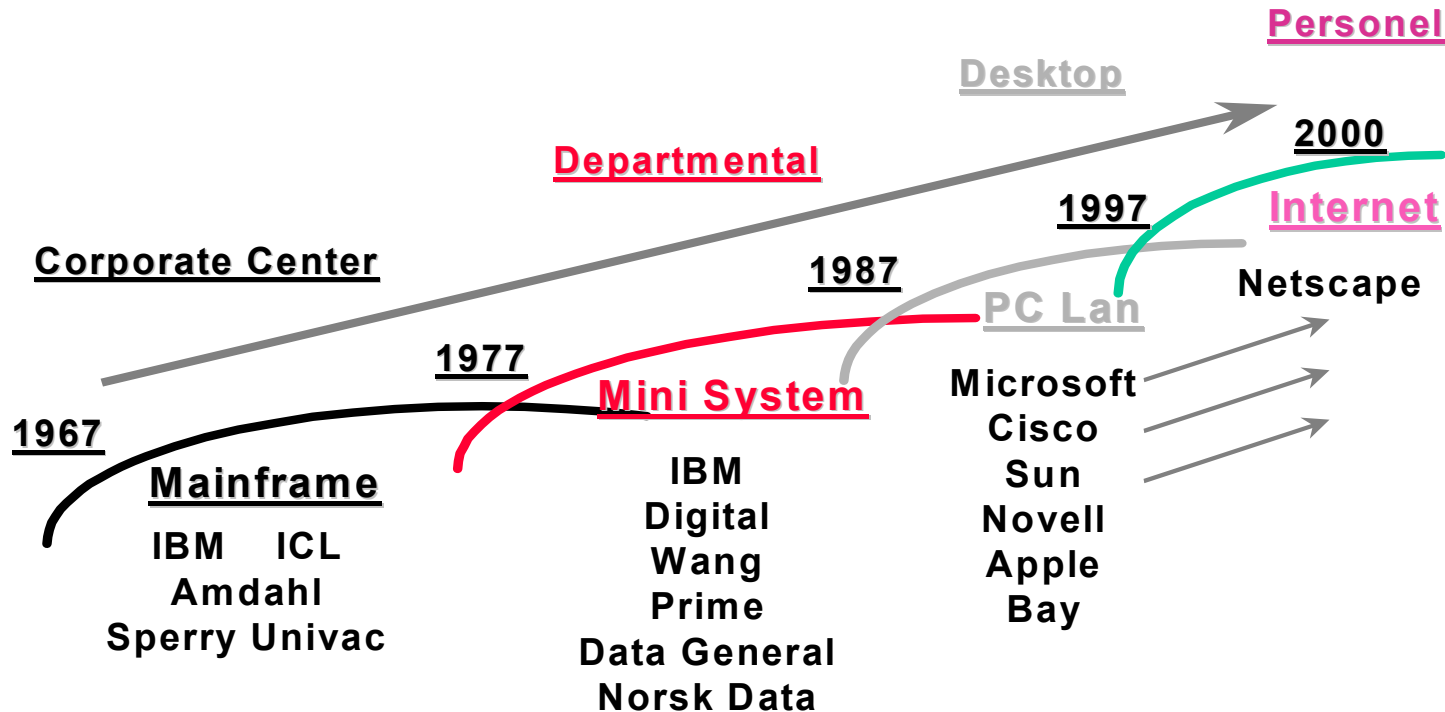 Personel
Desktop
2000
Departmental
1997
Internet
Corporate Center
1987
Netscape
PC Lan
1977
Microsoft
Mini System
Cisco
1967
Sun
Mainframe
IBM
Novell
Digital
IBM ICL
Wang
Apple
Amdahl
Prime
Bay
Sperry Univac
Data General
Norsk Data